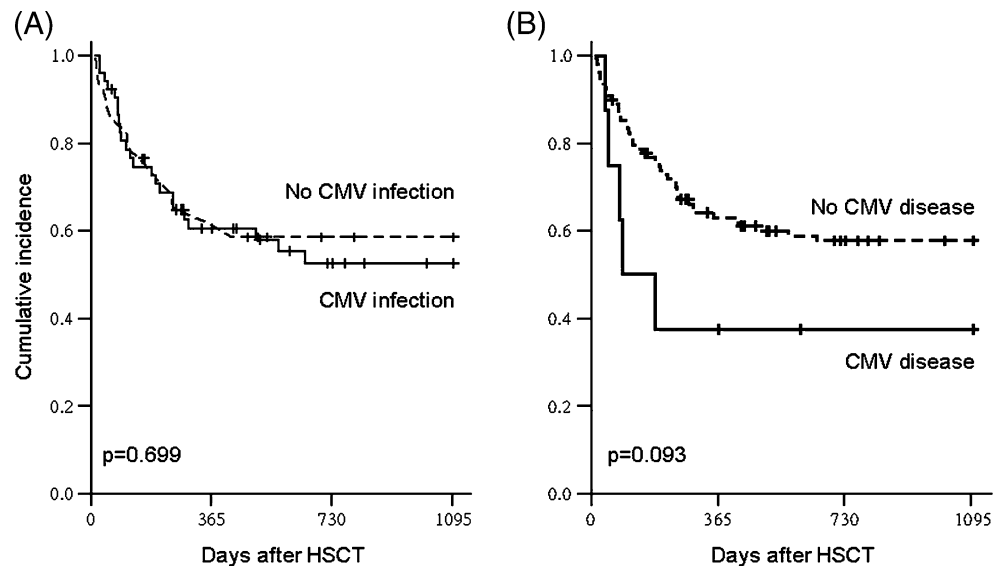 (A)
Cumulative incidence
1.0
0.8
0.6
0.4
0.2
0.0
No CMV infection
CMV infection
p=0.699
0 365 730 1095
Days after HSCT
(B)
1.0
0.8
0.6
0.4
0.2
0.0
No CMV disease
CMV disease
p=0.093
0 365 730 1095
Days after HSCT